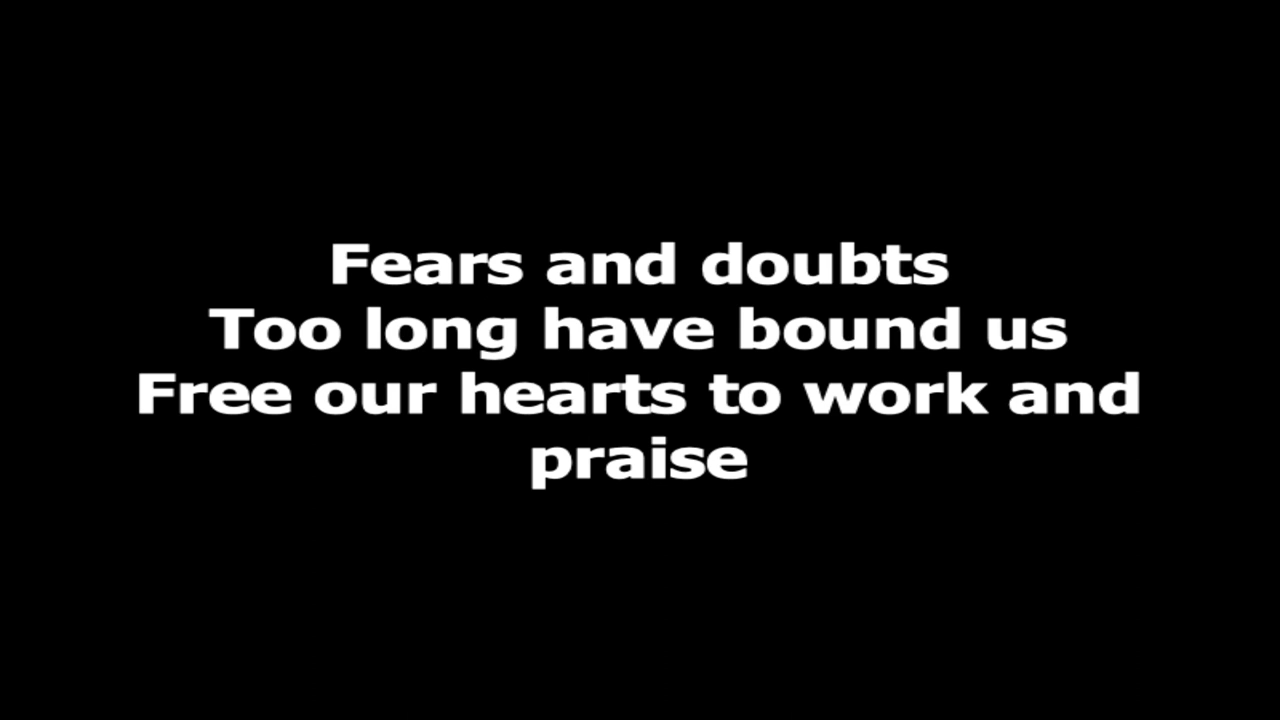 Fears and doubts
Too long have bound us
Free our hearts to work and
praise